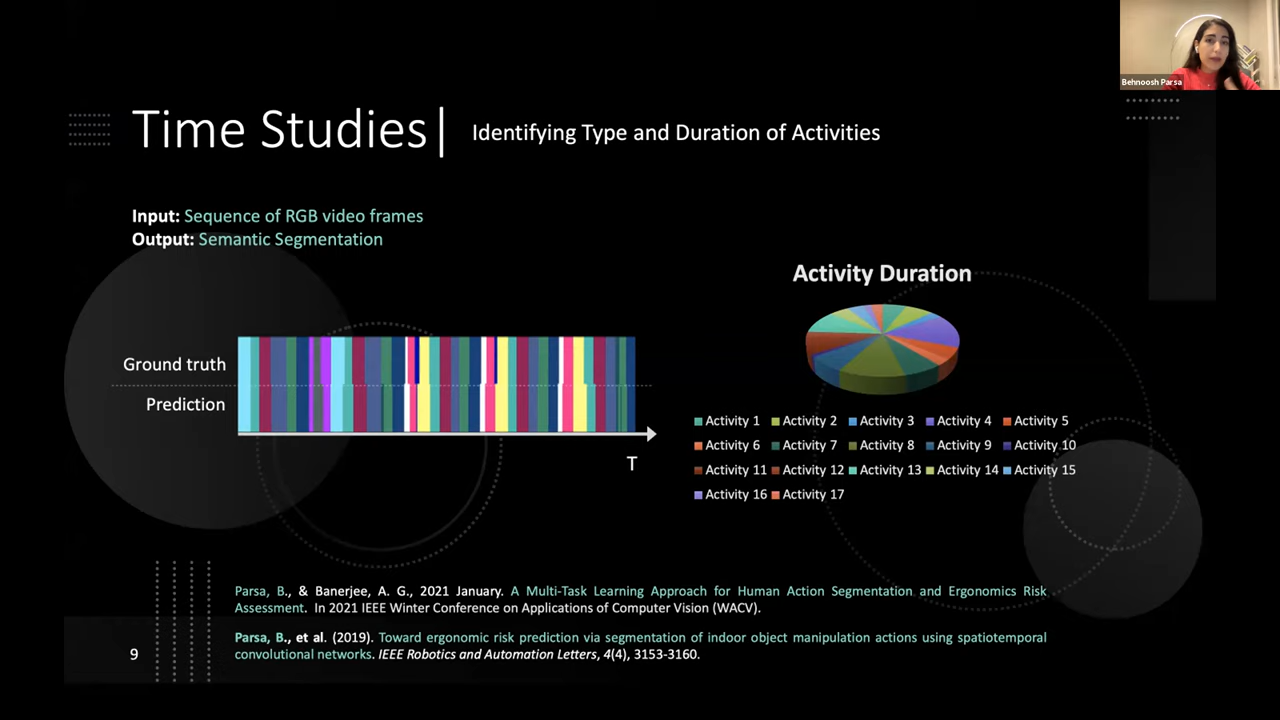 Behnoosh Parsa
Time Studies| Identifying Type and Duration of Activities
Input: Sequence of RGB video frames
Output: Semantic Segmentation
Activity Duration
Ground truth
Prediction
T
Activity 1 Activity 2 Activity 3 Activity 4 Activity 5
Activity 6 Activity 7 Activity 8 Activity 9 Activity 10
Activity 11 Activity 12 Activity 13 Activity 14 Activity 15
Activity 16 Activity 17
Parsa, B., & Banerjee, A. G., 2021 January. A Multi-Task Learning Approach for Human Action Segmentation and Ergonomics Risk
Assessment. In 2021 IEEE Winter Conference on Applications of Computer Vision (WACV).
Parsa, B., et al. (2019). Toward ergonomic risk prediction via segmentation of indoor object manipulation actions using spatiotemporal
convolutional networks. IEEE Robotics and Automation Letters, 4(4), 3153-3160.
9